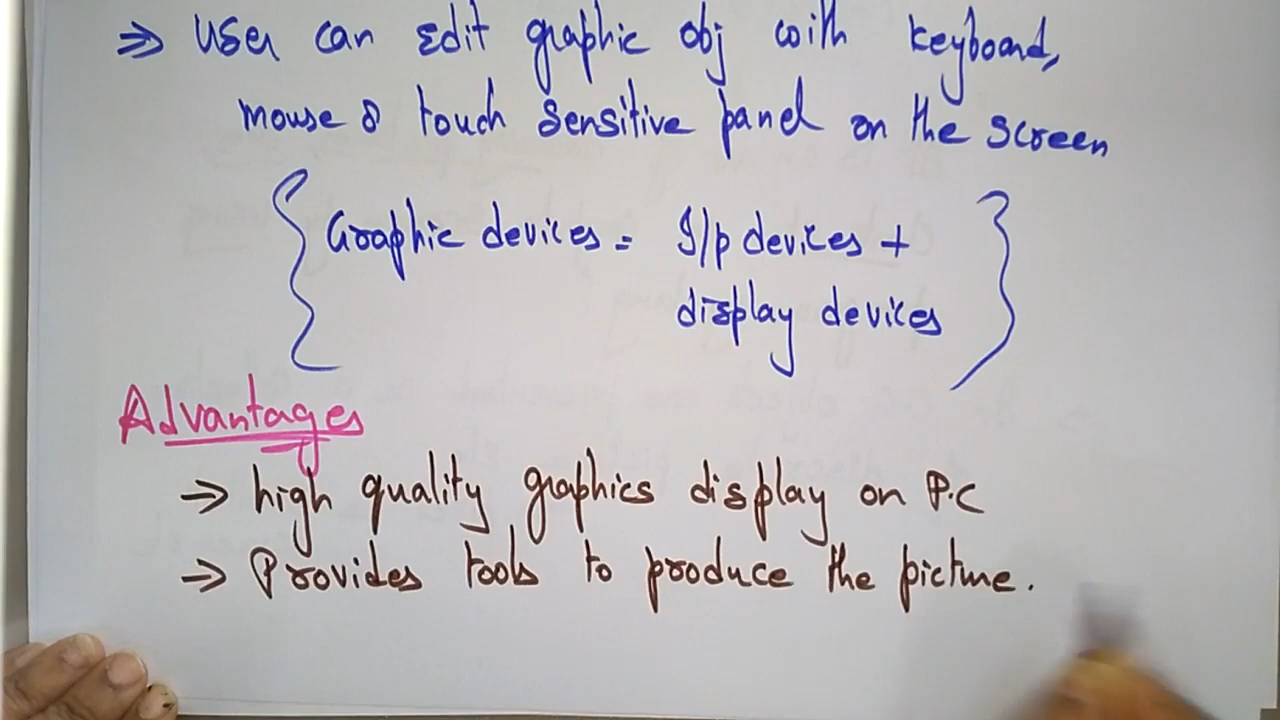 ⇒ User can Edit graphic obj with keyboard,
mouse & touch Sensitive panel on the screen
{ Graphic devices = I/p devices +
display devices }
Advantages
→ high quality graphics display on P.C
→ Provides tools to produce the picture.